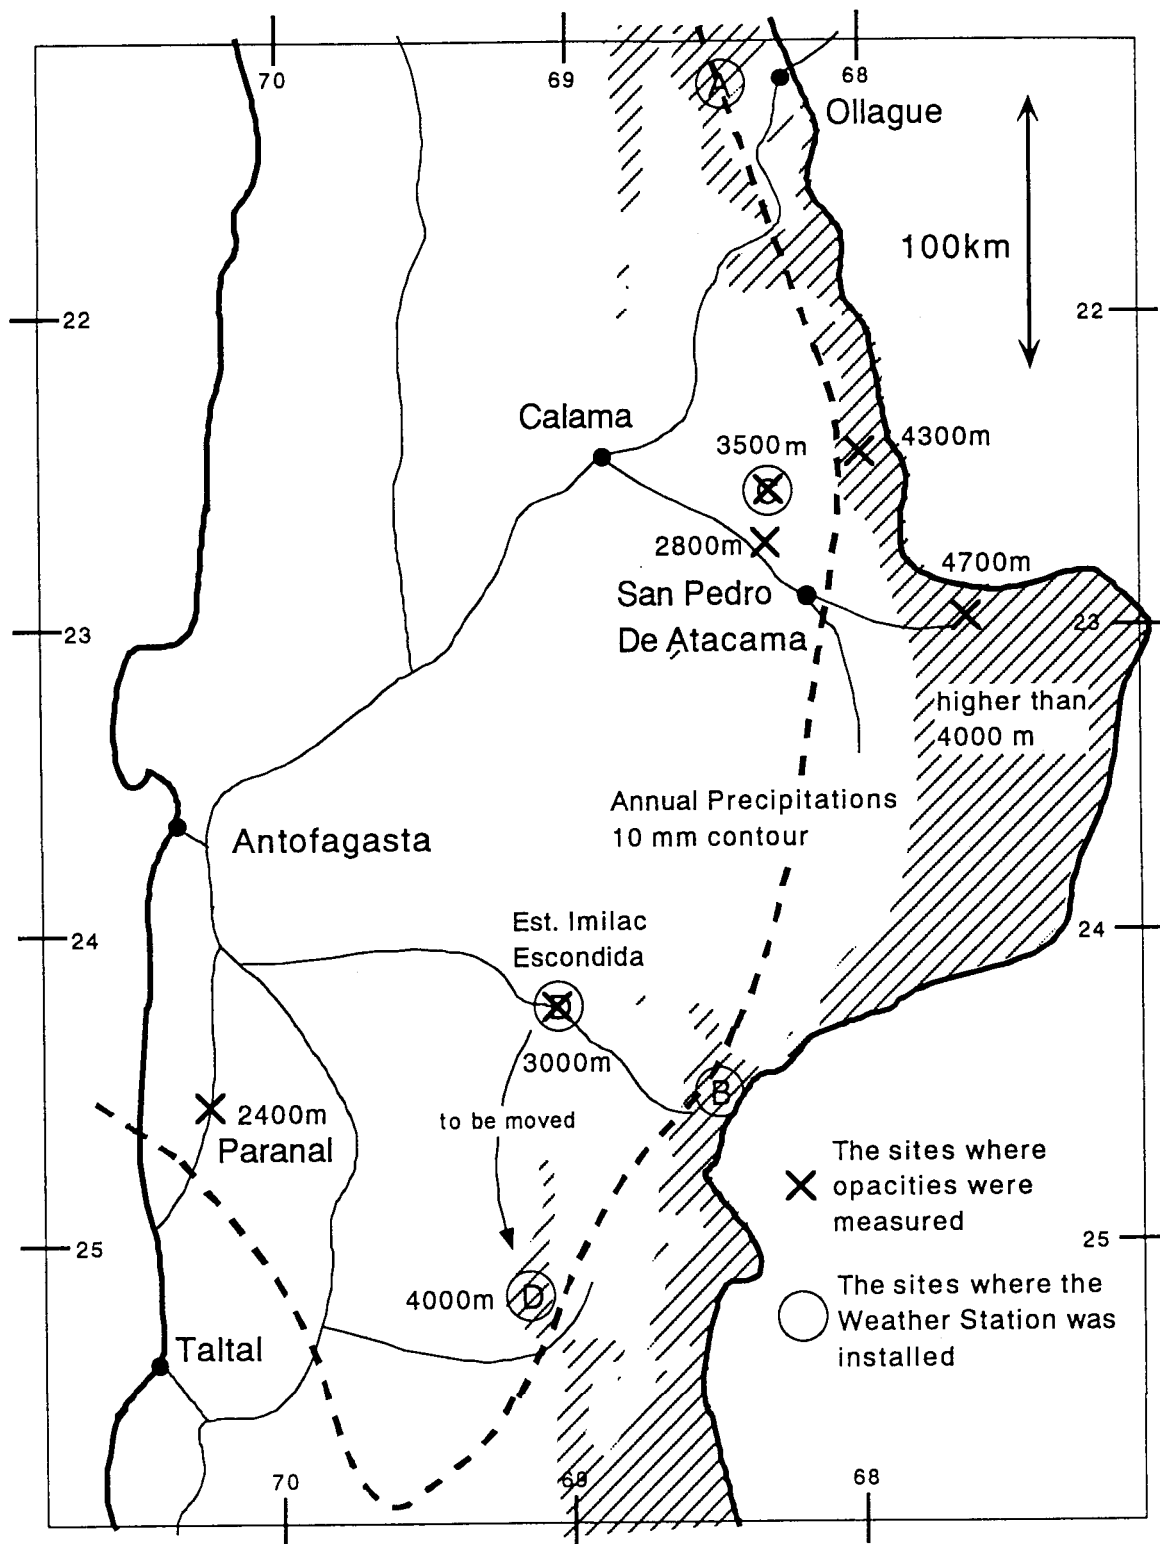 70
69
68
A
Ollague
100km
22
22
Calama
3500m
4300m
2800m
4700m
San Pedro
De Atacama
23
23
higher than
4000 m
Annual Precipitations
10 mm contour
Antofagasta
Est. Imilac
Escondida
24
24
3000m
B
to be moved
2400m
Paranal
The sites where
opacities were
measured
25
25
4000m
D
The sites where the
Weather Station was
installed
Taltal
70
69
68